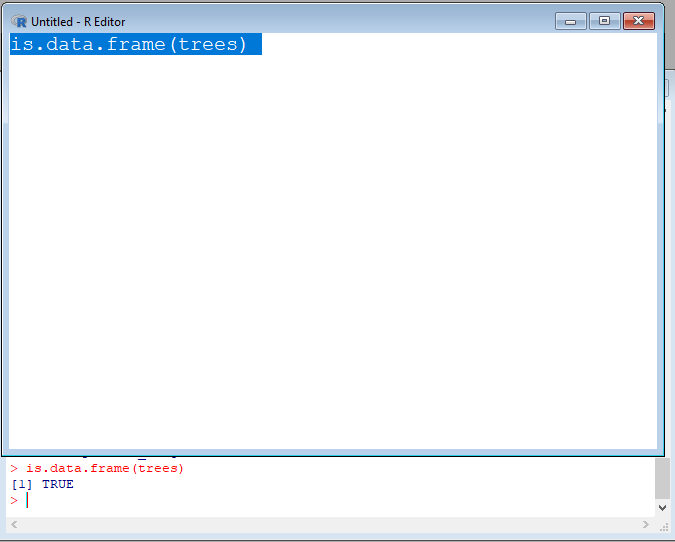 Untitled - R Editor
is.data.frame(trees)
> is.data.frame(trees)
[1] TRUE
>